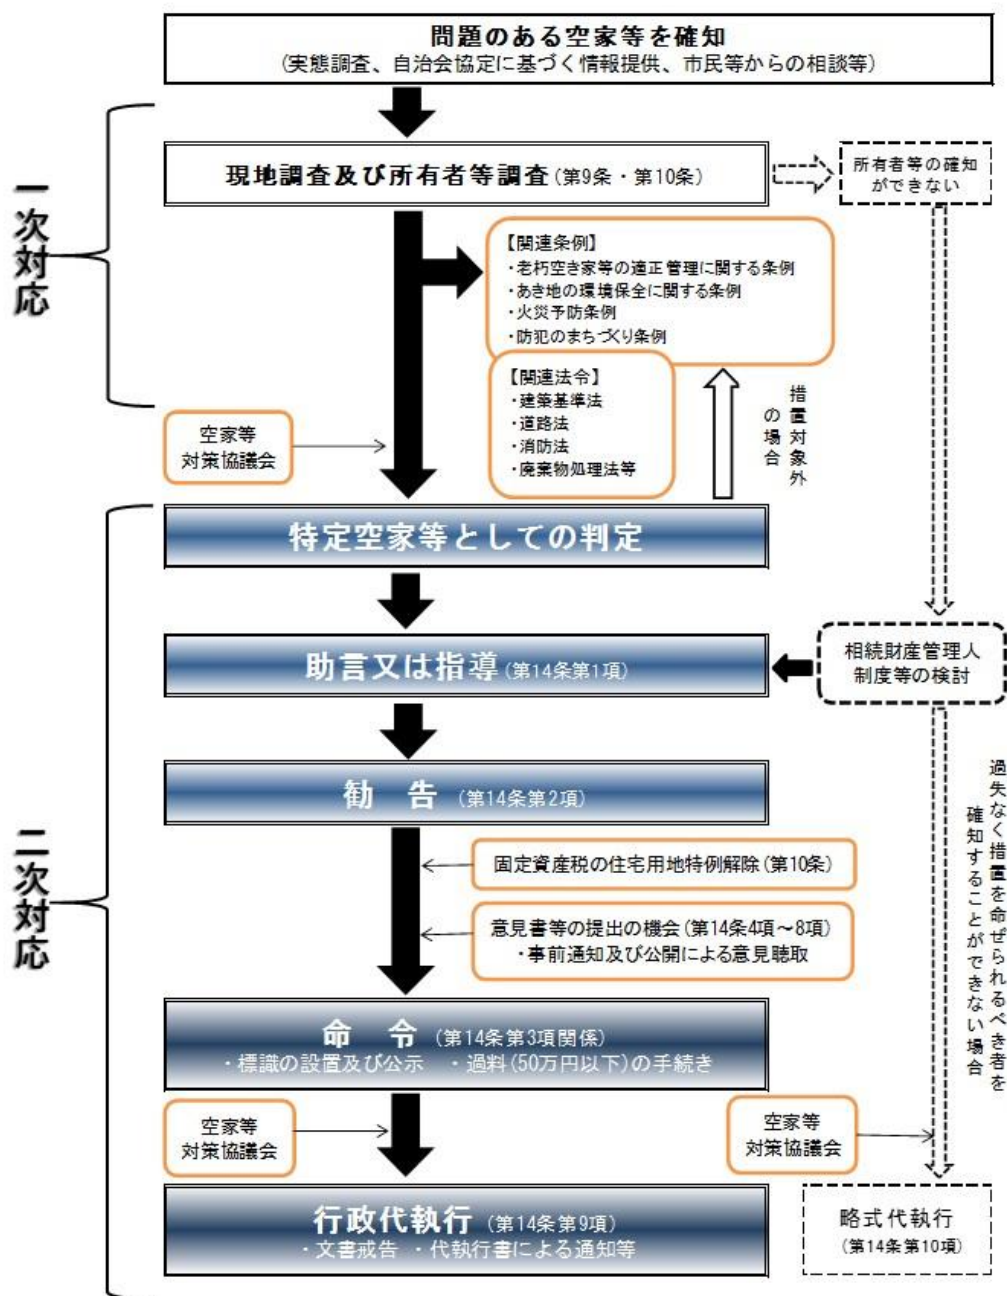 問題のある空家等を確知
(実態調査、自治会協定に基づく情報提供、市民等からの相談等)
一次対応
現地調査及び所有者等調査(第9条・第10条)
所有者等の確知
ができない
【関連条例】
・老朽空き家等の適正管理に関する条例
・あき地の環境保全に関する条例
・火災予防条例
・防犯のまちづくり条例
【関連法令】
・建築基準法
・道路法
・消防法
・廃棄物処理法等
措置対象外
の場合
空家等
対策協議会
二次対応
特定空家等としての判定
助言又は指導(第14条第1項)
相続財産管理人
制度等の検討
勧 告 (第14条第2項)
過失なく措置を命ぜられるべき者を
確知することができない場合
固定資産税の住宅用地特例解除(第10条)
意見書等の提出の機会(第14条4項~8項)
・事前通知及び公開による意見聴取
命 令(第14条第3項関係)
・標識の設置及び公示 ・過料(50万円以下)の手続き
空家等
対策協議会
空家等
対策協議会
行政代執行(第14条第9項)
・文書戒告 ・代執行書による通知等
略式代執行
(第14条第10項)